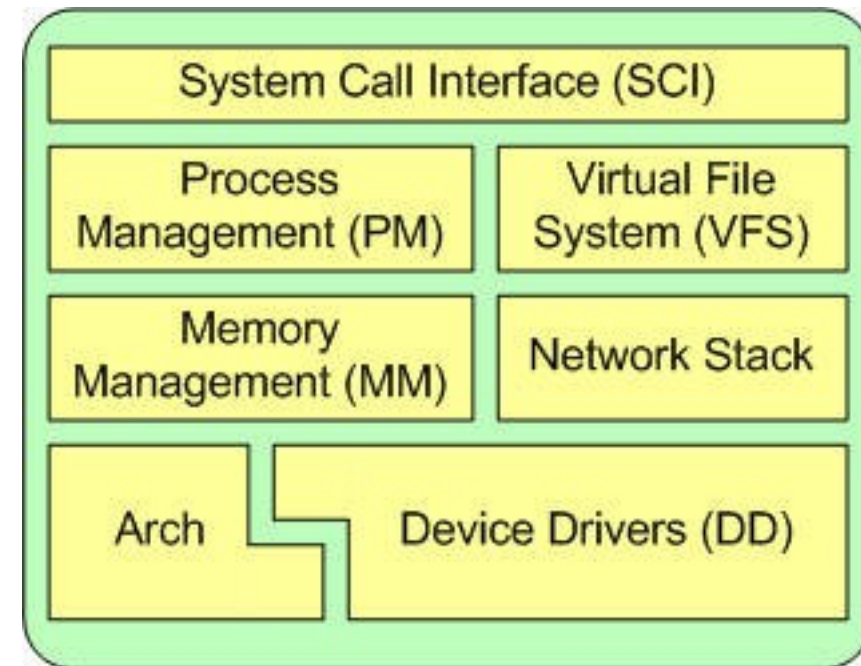 System Call Interface (SCI)
Process
Management (PM)
Virtual File
System (VFS)
Memory
Management (MM)
Network Stack
Arch
Device Drivers (DD)